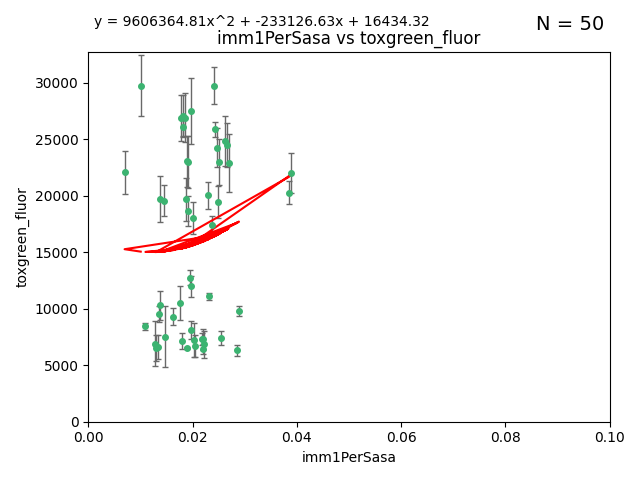 y = 9606364.81x^2 + -233126.63x + 16434.32
N = 50
imm1PerSasa vs toxgreen_fluor
30000
25000
20000
15000
10000
5000
0
toxgreen_fluor
0.00 0.02 0.04 0.06 0.08 0.10
imm1PerSasa